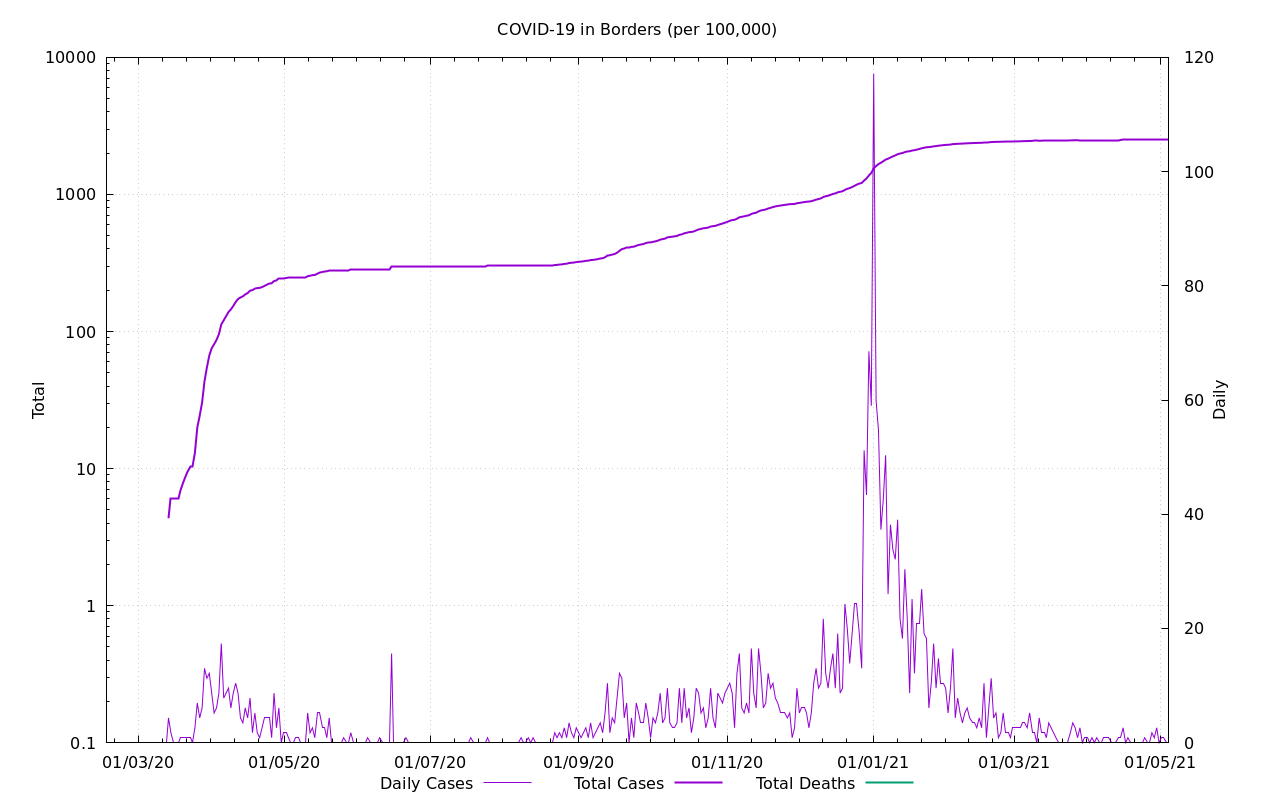 COVID-19 in Borders (per 100,000)
10000
1000
100
10
1
0.1
Total
120
100
80
60
40
20
0
Daily
01/03/20 01/05/20 01/07/20 01/09/20 01/11/20 01/01/21 01/03/21 01/05/21
Daily Cases Total Cases Total Deaths